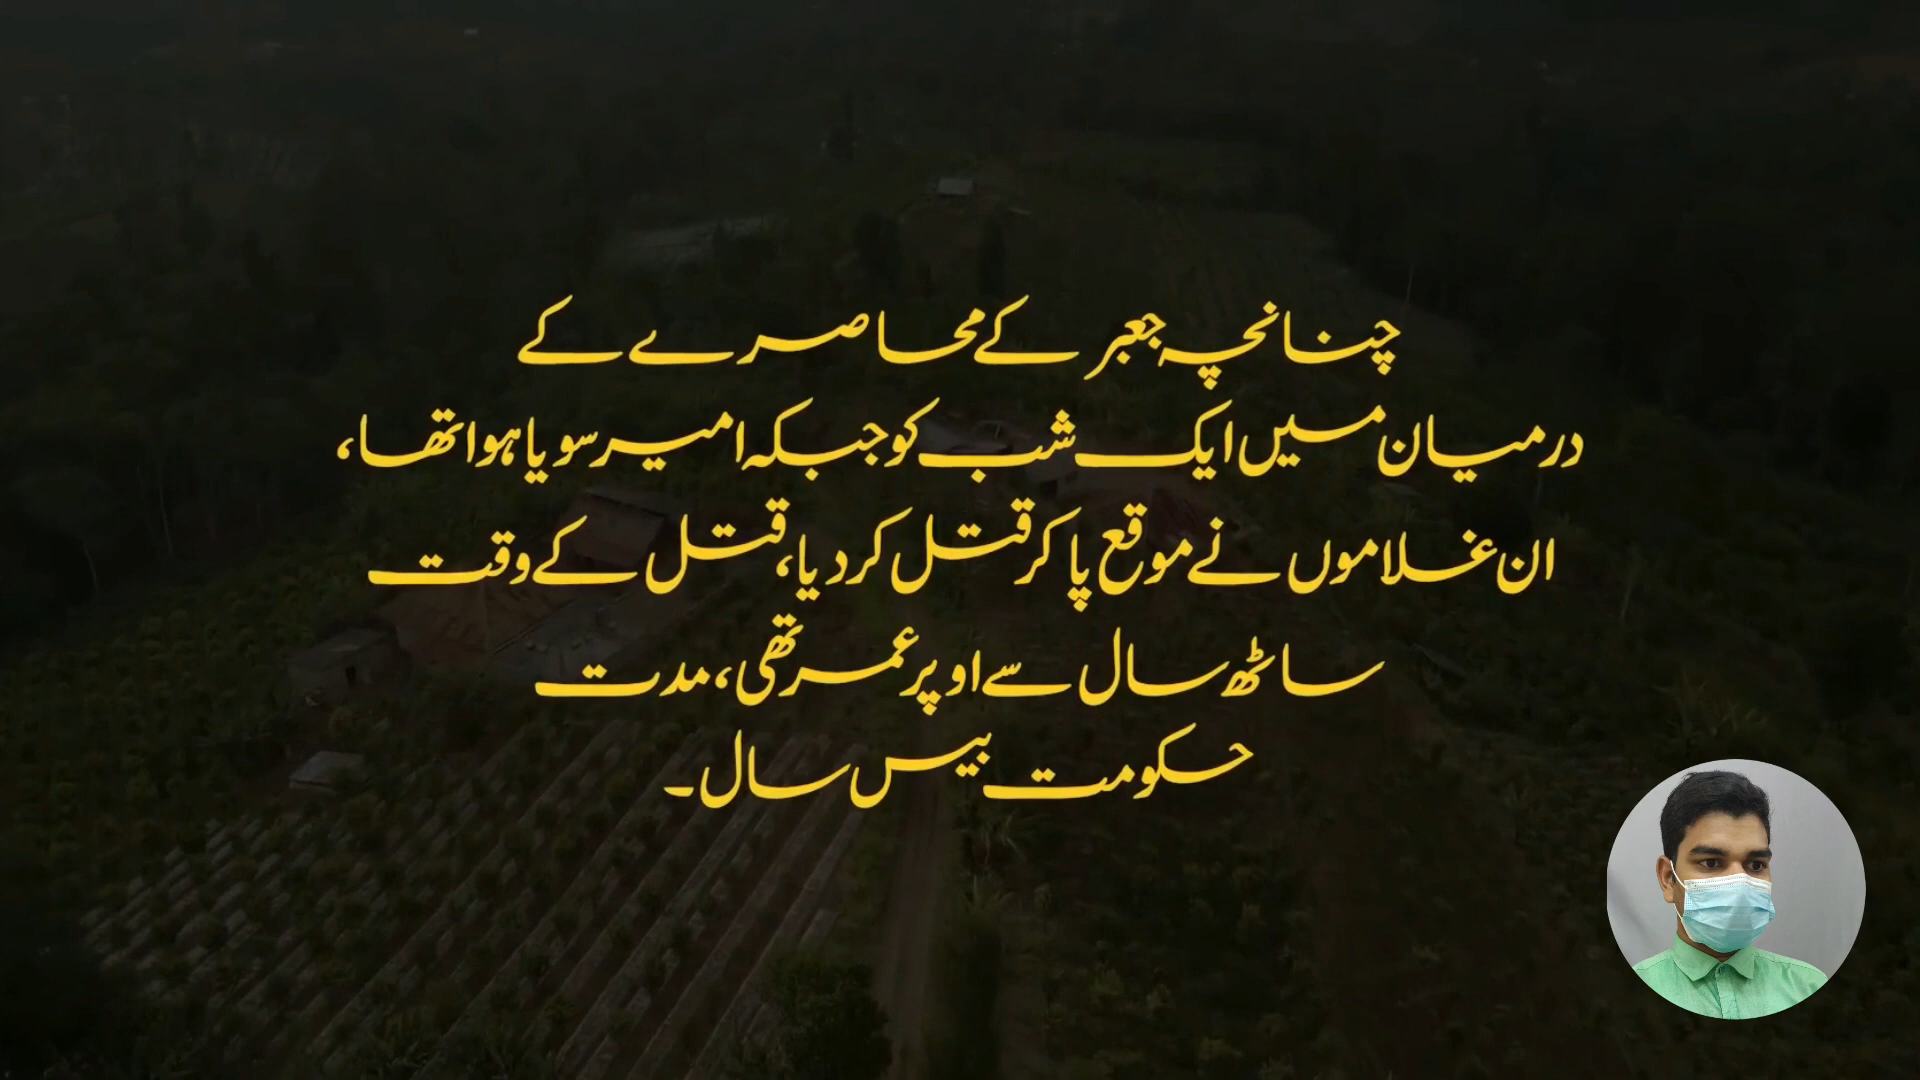 چنانچہ جعبر کے محاصرے کے
درمیان میں ایک شب کو جبکہ امیر سویا ہوا تھا،
ان غلاموں نے موقع پا کر قتل کر دیا، قتل کے وقت
ساٹھ سال سے اوپر عمر تھی، مدت
حکومت بیس سال۔